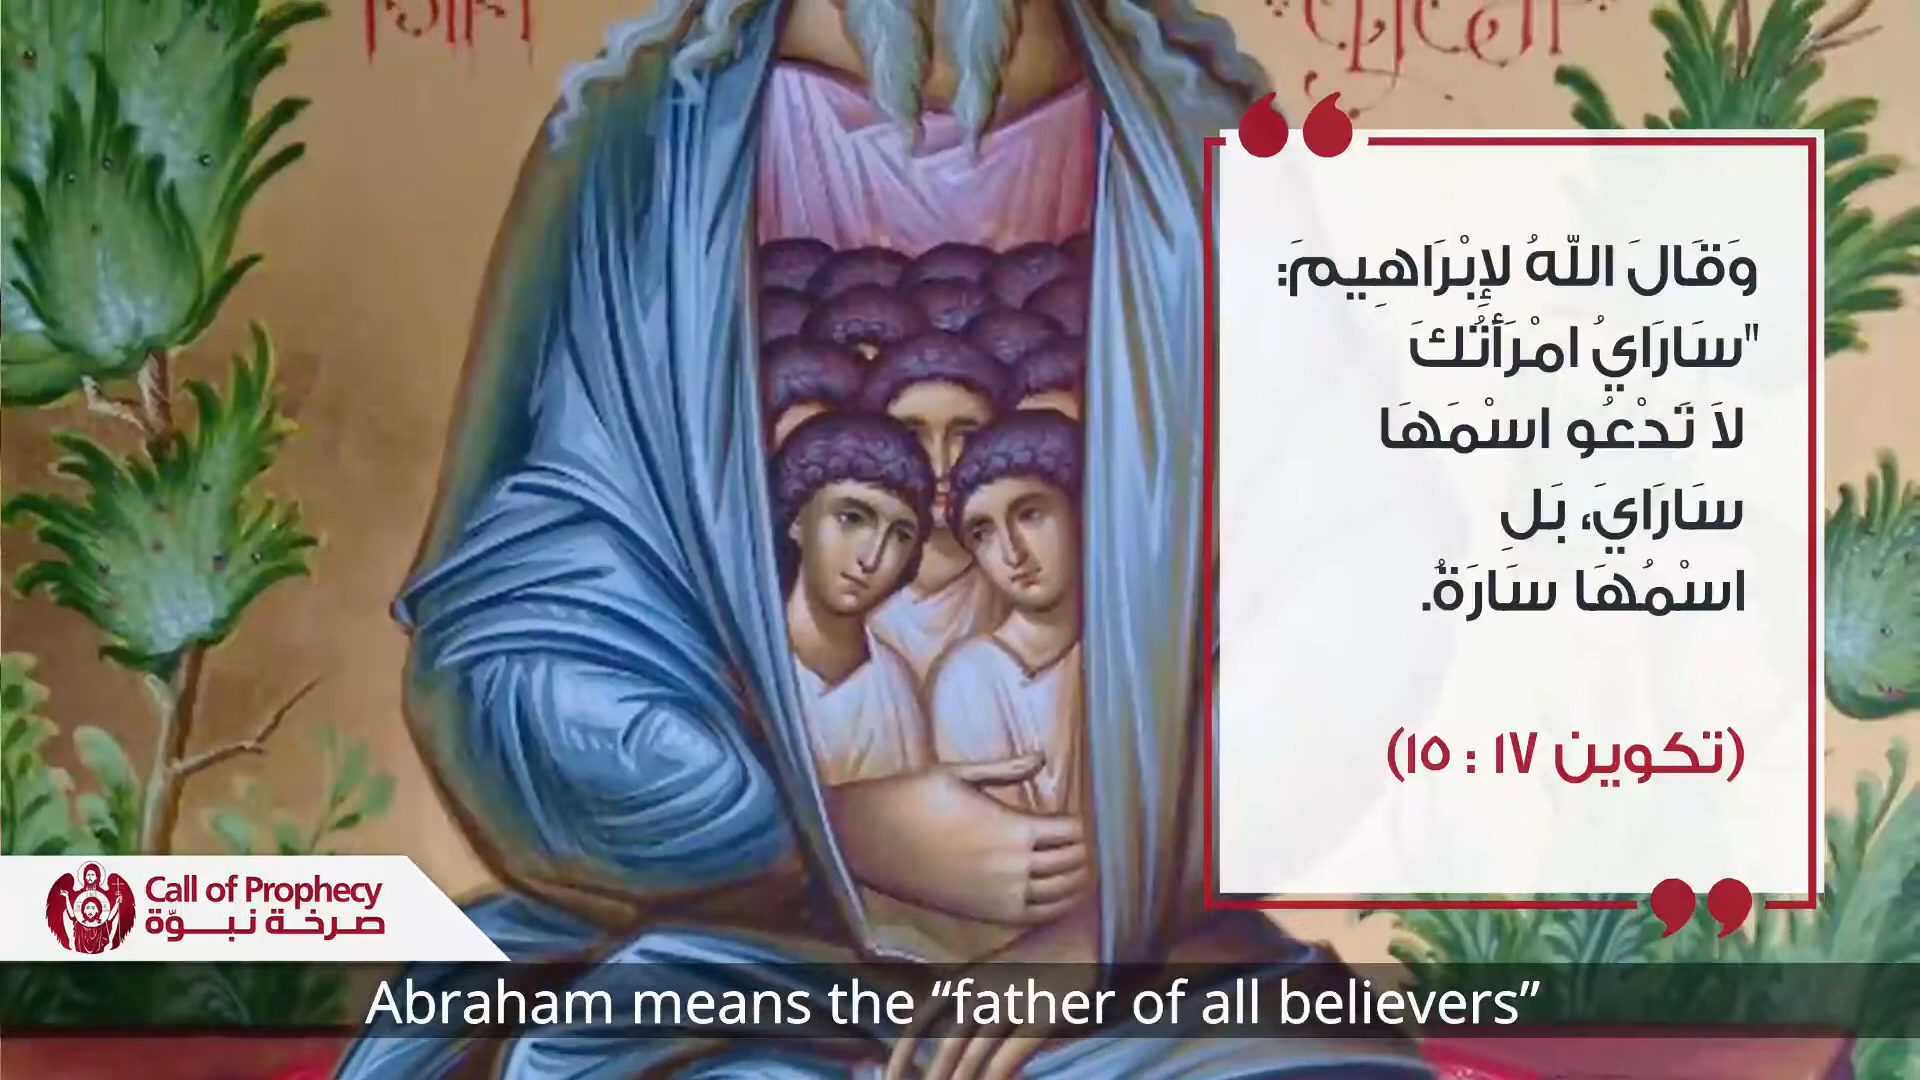 وَقَالَ اللّهُ لإِبْرَاهِيمَ:
"سَارَايُ امْرَأَتُكَ
لاَ تَدْعُو اسْمَهَا
سَارَايَ، بَلِ
اسْمُهَا سَارَةُ.
(تكوين ١٧ : ١٥)
Call of Prophecy
صرخة نبوّة
Abraham means the “father of all believers”